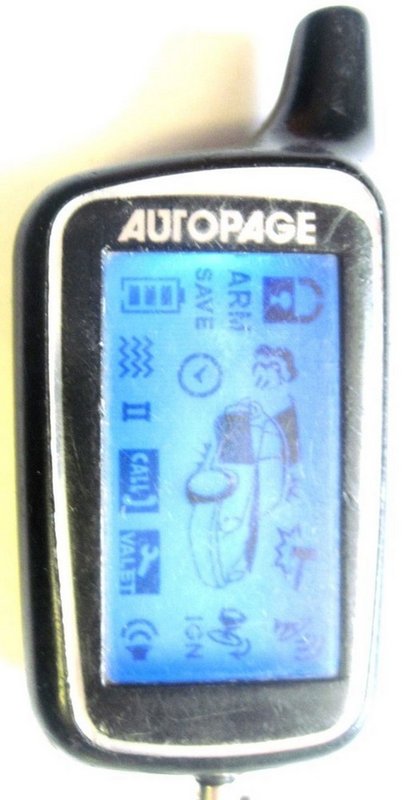 AUTOPAGE
ARM
SAVE
IGN
II
CALL
VALET